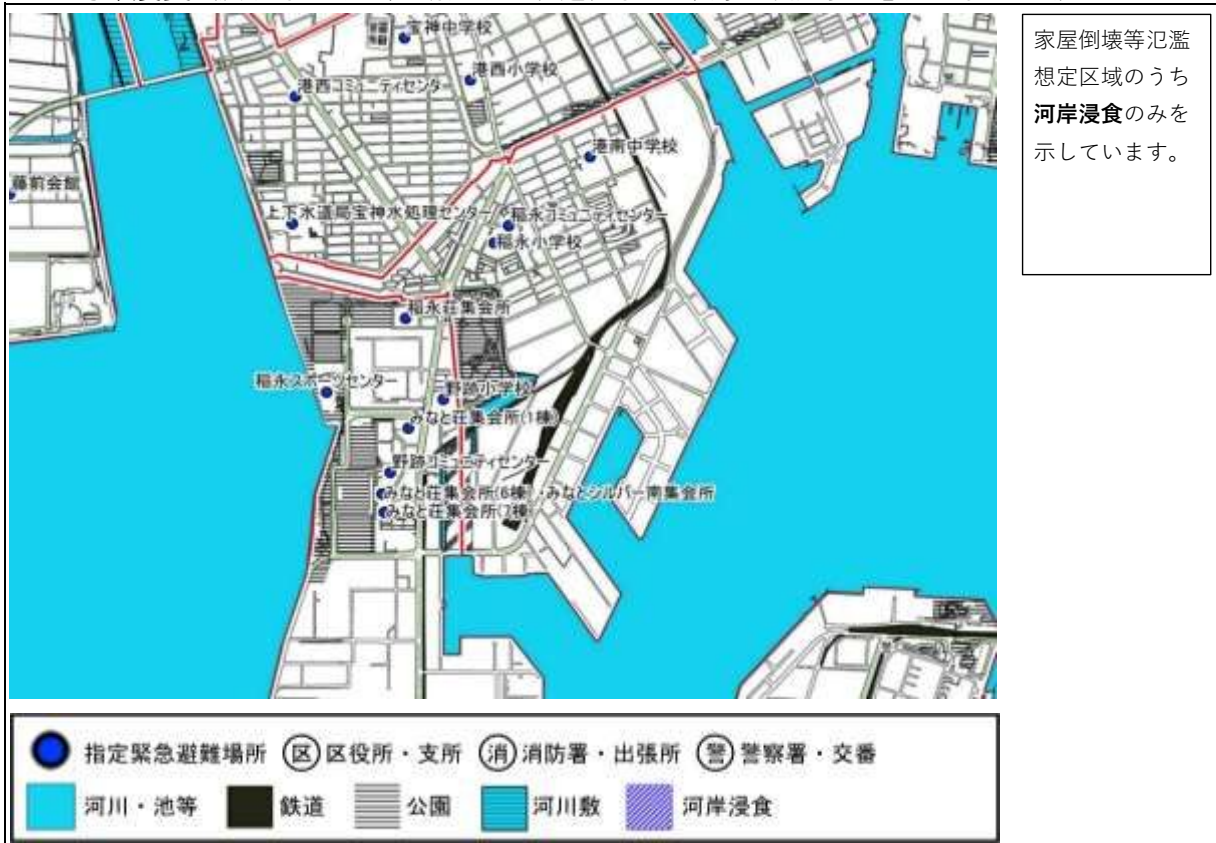 家屋倒壊等氾濫
想定区域のうち
河岸浸食のみを
示しています。
宝神中学校
港西小学校
港西コミュニティセンター
港南中学校
藤前会館
上下水道局宝神水処理センター
稲永コミュニティセンター
稲永小学校
稲永荘集会所
稲永スポーツセンター
野跡小学校
みなと荘集会所(1棟)
野跡コミュニティセンター
みなと荘集会所(6棟)・みなとシルバー南集会所
みなと荘集会所(7棟)
指定緊急避難場所 区 区役所・支所 消 消防署・出張所 警 警察署・交番
河川・池等 鉄道 公園 河川敷 河岸浸食